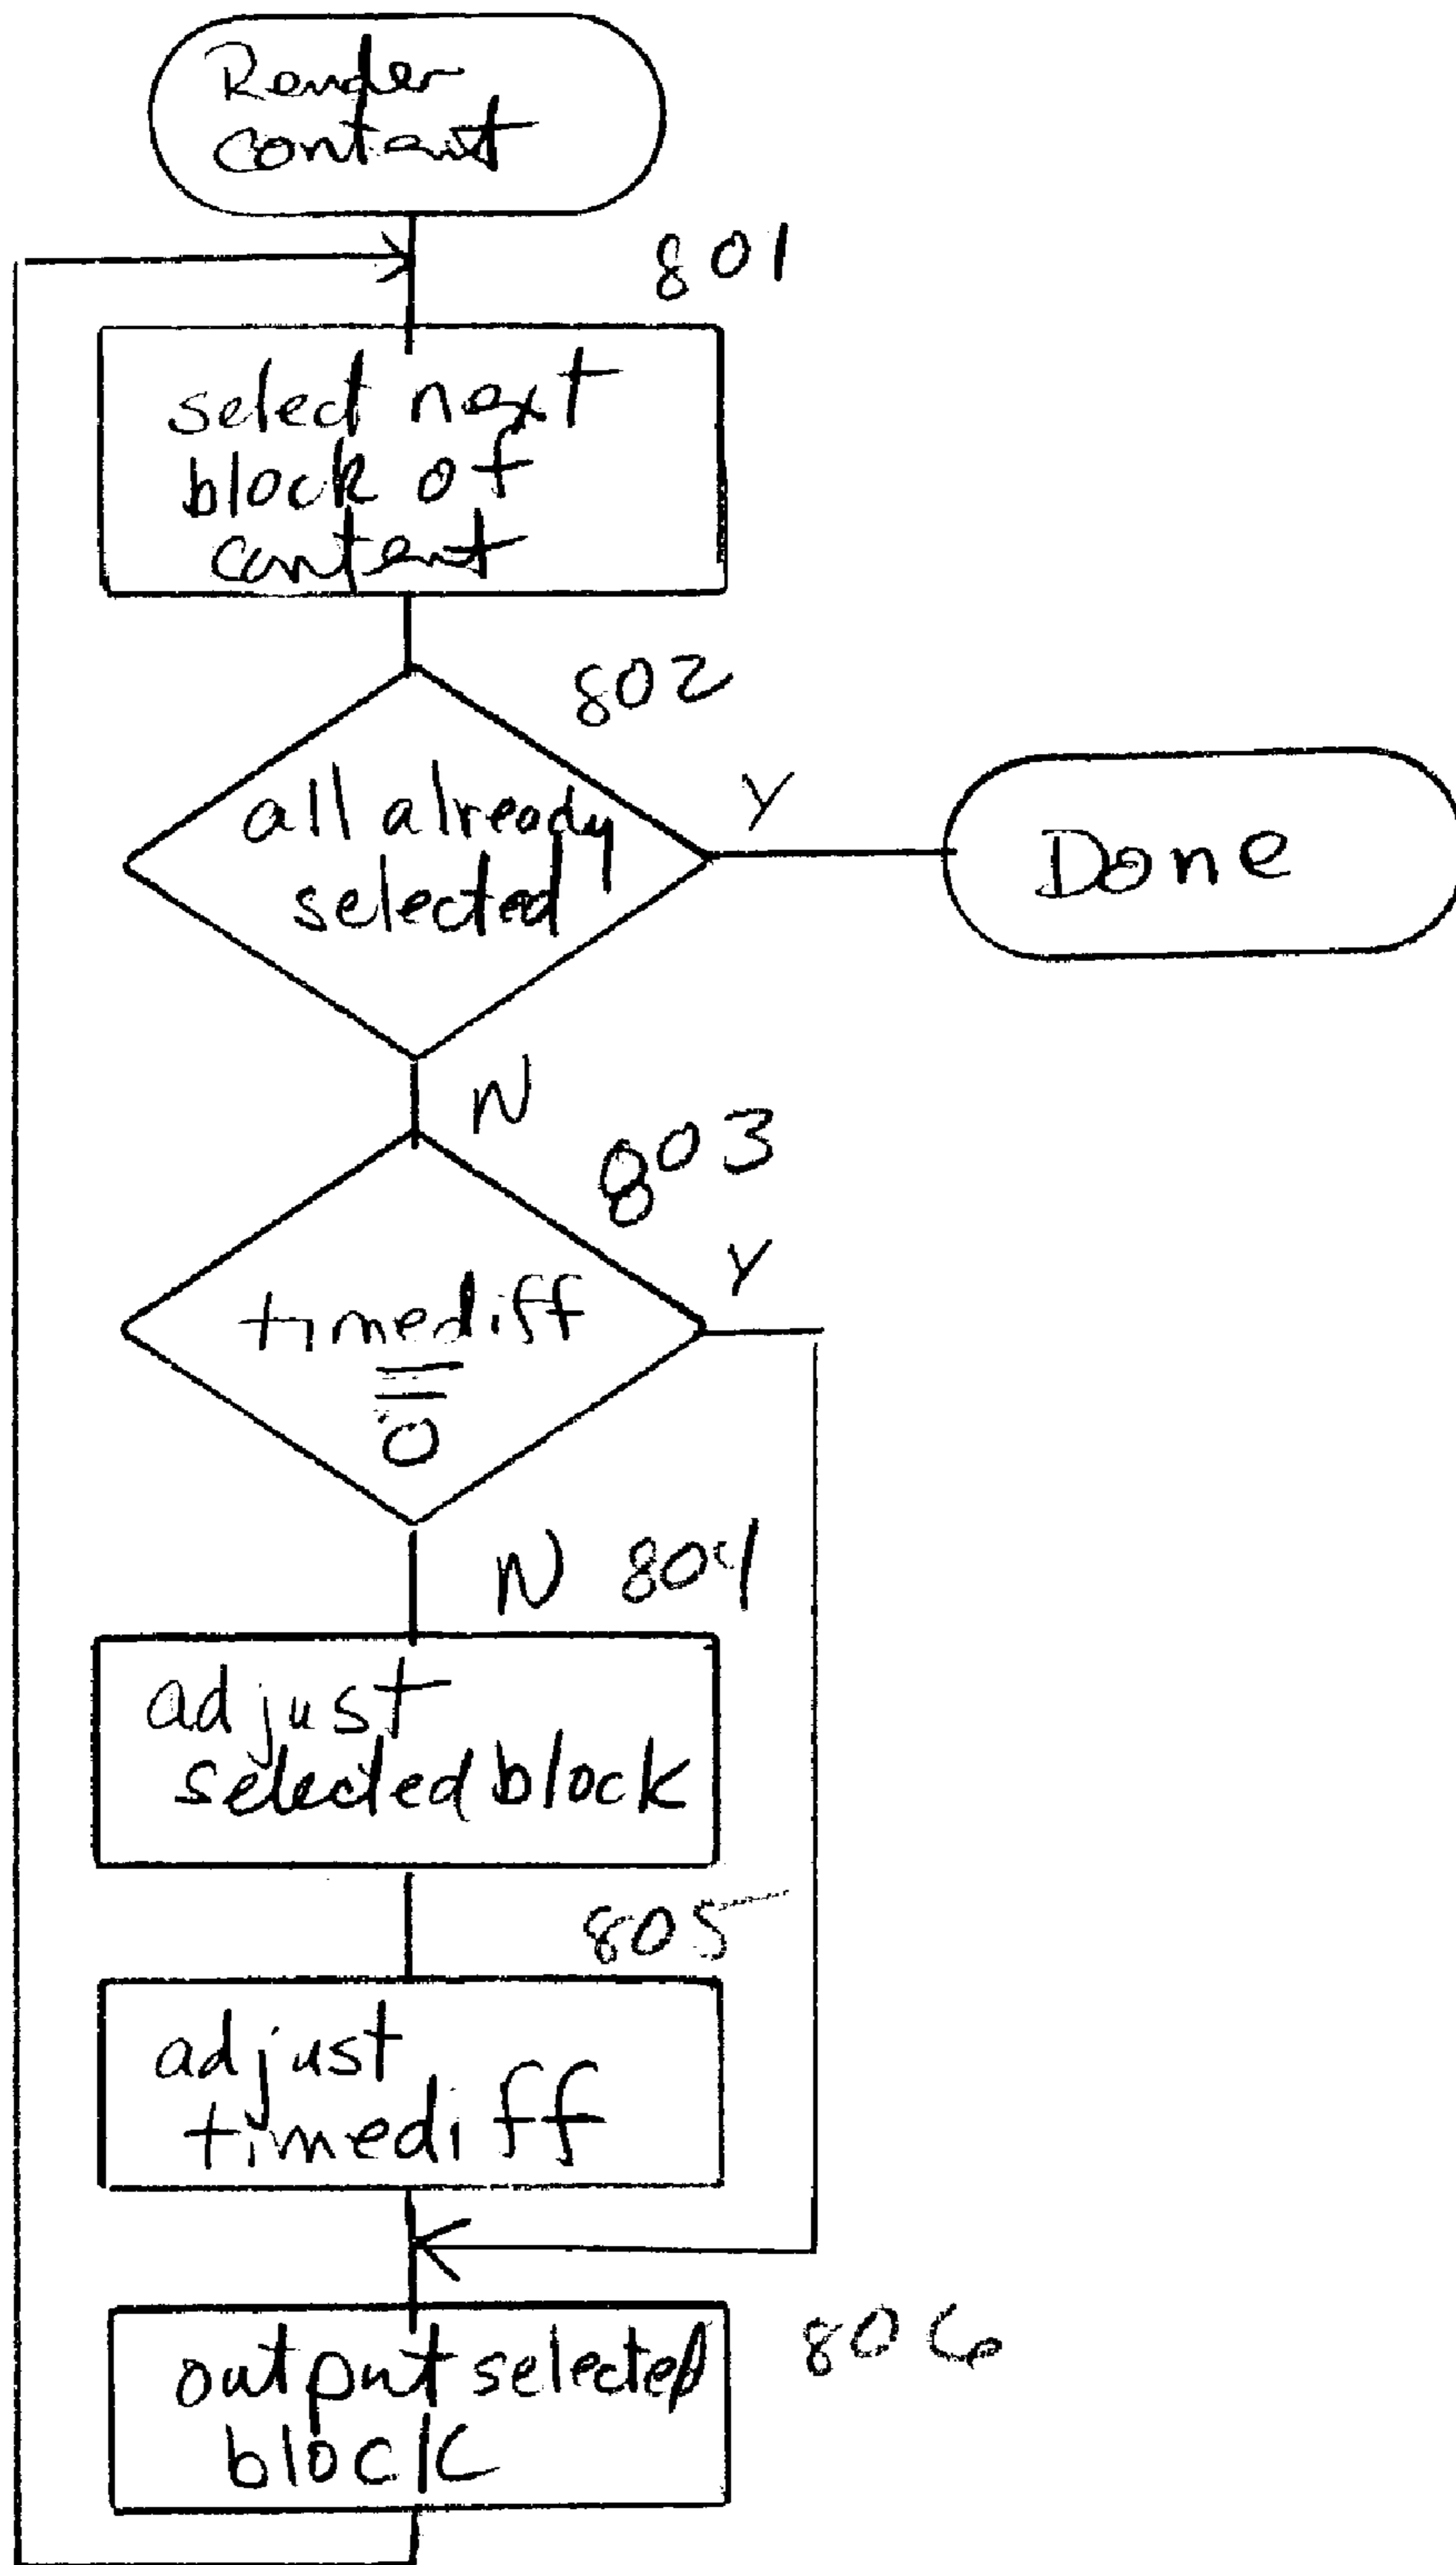 Render
content
801
select next
block of
content
802
all already
selected
Y
Done
N
803
timediff
=
0
Y
N
804
adjust
selected block
805
adjust
timediff
output selected
block
806